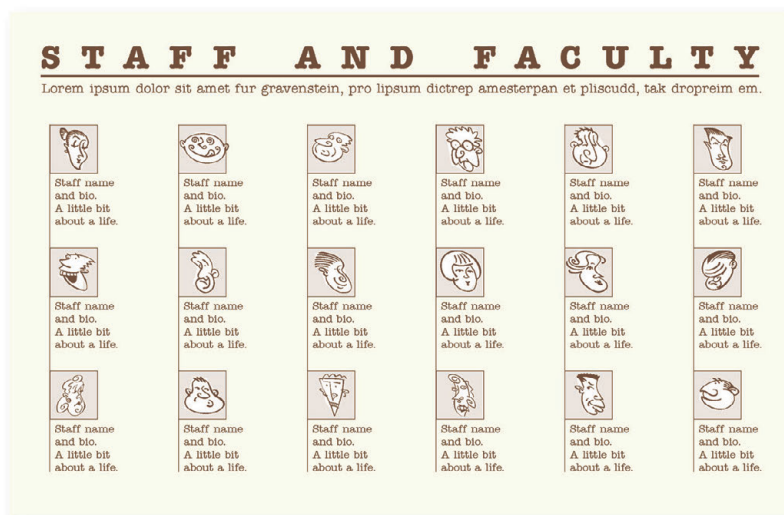 STAFF AND FACULTY
Lorem ipsum dolor sit amet fur gravenstein, pro lipsum dictrep amesterpan et pliscudd, tak dropreim em.
Staff name
and bio.
A little bit
about a life.
Staff name
and bio.
A little bit
about a life.
Staff name
and bio.
A little bit
about a life.
Staff name
and bio.
A little bit
about a life.
Staff name
and bio.
A little bit
about a life.
Staff name
and bio.
A little bit
about a life.
Staff name
and bio.
A little bit
about a life.
Staff name
and bio.
A little bit
about a life.
Staff name
and bio.
A little bit
about a life.
Staff name
and bio.
A little bit
about a life.
Staff name
and bio.
A little bit
about a life.
Staff name
and bio.
A little bit
about a life.
Staff name
and bio.
A little bit
about a life.
Staff name
and bio.
A little bit
about a life.
Staff name
and bio.
A little bit
about a life.
Staff name
and bio.
A little bit
about a life.
Staff name
and bio.
A little bit
about a life.
Staff name
and bio.
A little bit
about a life.